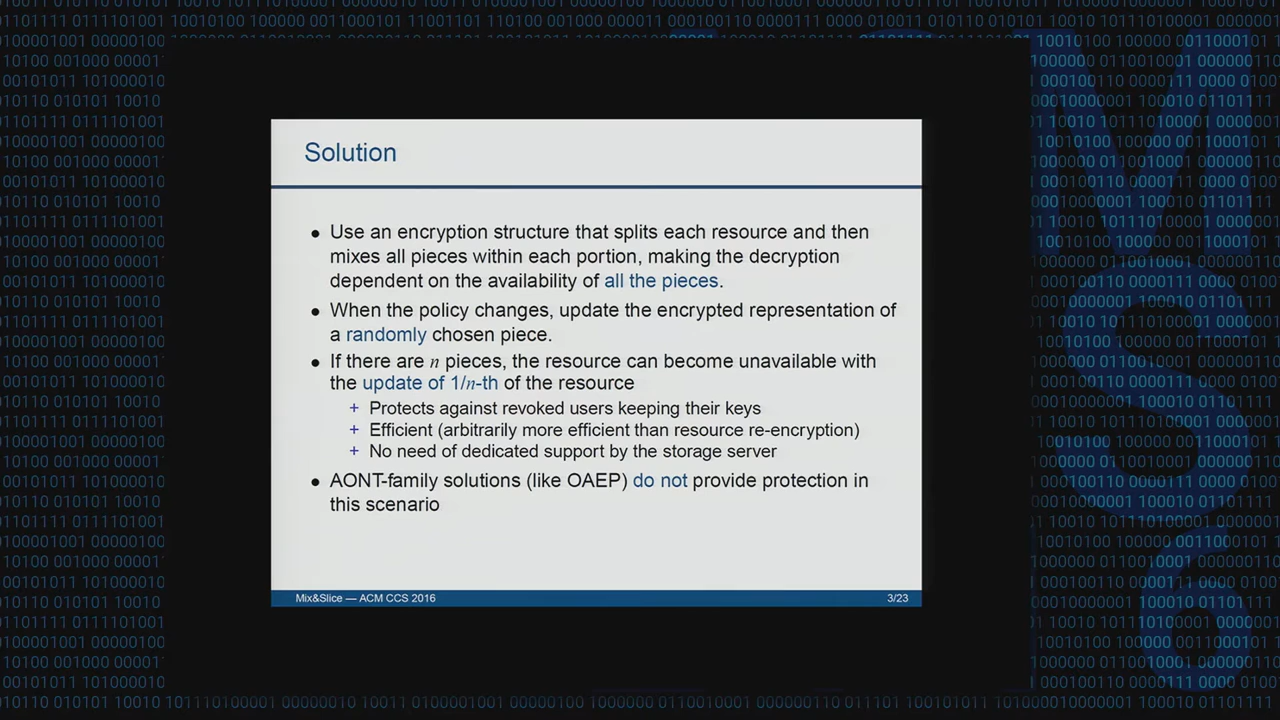 Solution
• Use an encryption structure that splits each resource and then
mixes all pieces within each portion, making the decryption
dependent on the availability of all the pieces.
• When the policy changes, update the encrypted representation of
a randomly chosen piece.
• If there are n pieces, the resource can become unavailable with
the update of 1/n-th of the resource
+ Protects against revoked users keeping their keys
+ Efficient (arbitrarily more efficient than resource re-encryption)
+ No need of dedicated support by the storage server
• AONT-family solutions (like OAEP) do not provide protection in
this scenario
Mix&Slice — ACM CCS 2016 3/23